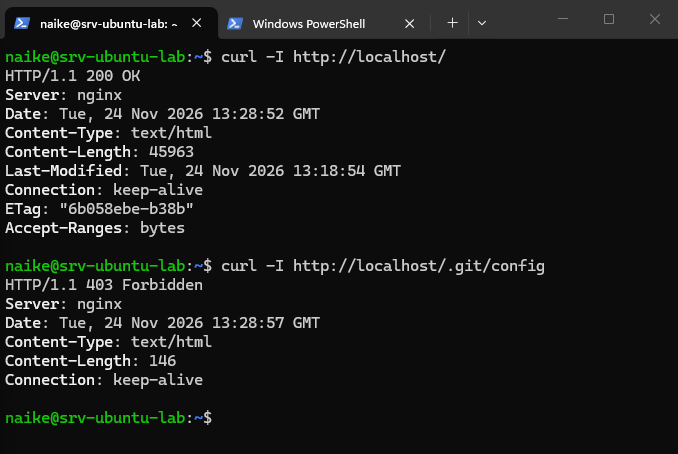 naike@srv-ubuntu-lab: ~
Windows PowerShell
naike@srv-ubuntu-lab:~$ curl -I http://localhost/
HTTP/1.1 200 OK
Server: nginx
Date: Tue, 24 Nov 2026 13:28:52 GMT
Content-Type: text/html
Content-Length: 45963
Last-Modified: Tue, 24 Nov 2026 13:18:54 GMT
Connection: keep-alive
ETag: "6b058ebe-b38b"
Accept-Ranges: bytes
naike@srv-ubuntu-lab:~$ curl -I http://localhost/.git/config
HTTP/1.1 403 Forbidden
Server: nginx
Date: Tue, 24 Nov 2026 13:28:57 GMT
Content-Type: text/html
Content-Length: 146
Connection: keep-alive
naike@srv-ubuntu-lab:~$